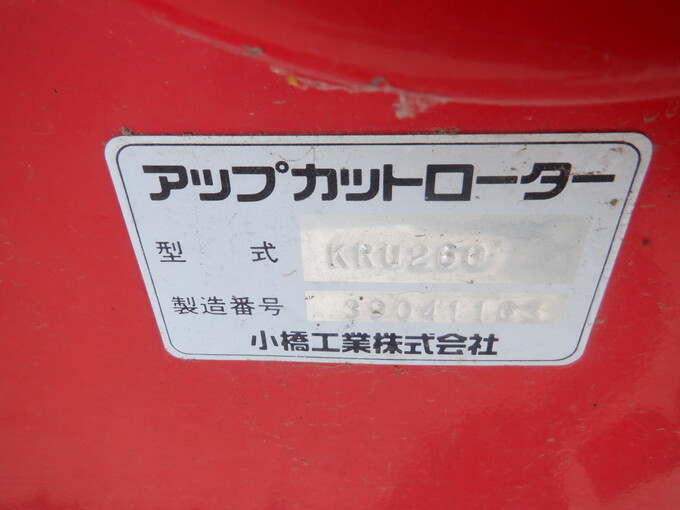 アップカットローター
型式
製造番号
小橋工業株式会社